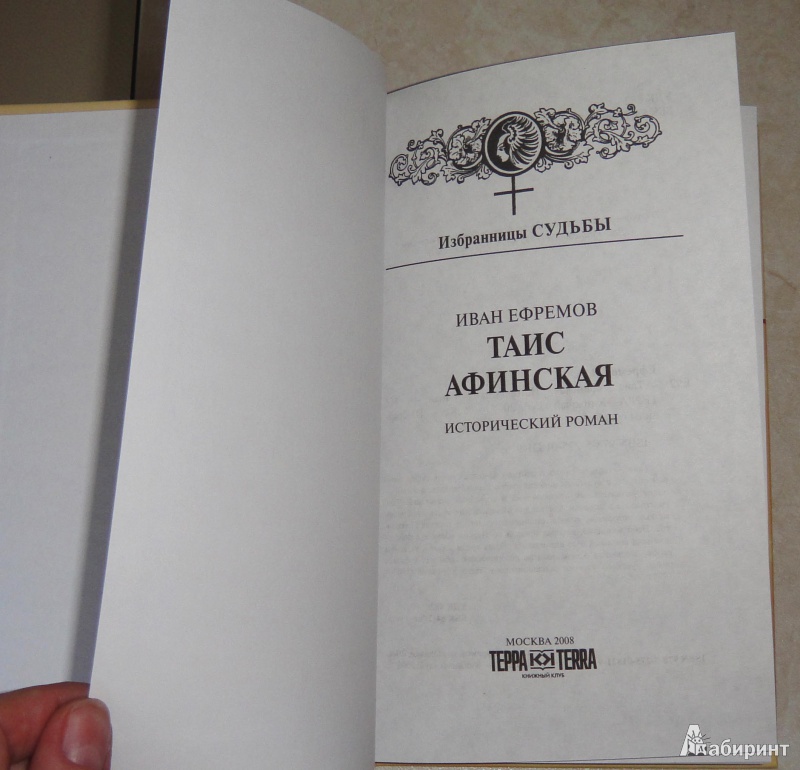 Избранницы СУДЬБЫ
ИВАН ЕФРЕМОВ
ТАИС
АФИНСКАЯ
ИСТОРИЧЕСКИЙ РОМАН
МОСКВА 2008
ТЕРРА TERRA
КНИЖНЫЙ КЛУБ
Лабиринт